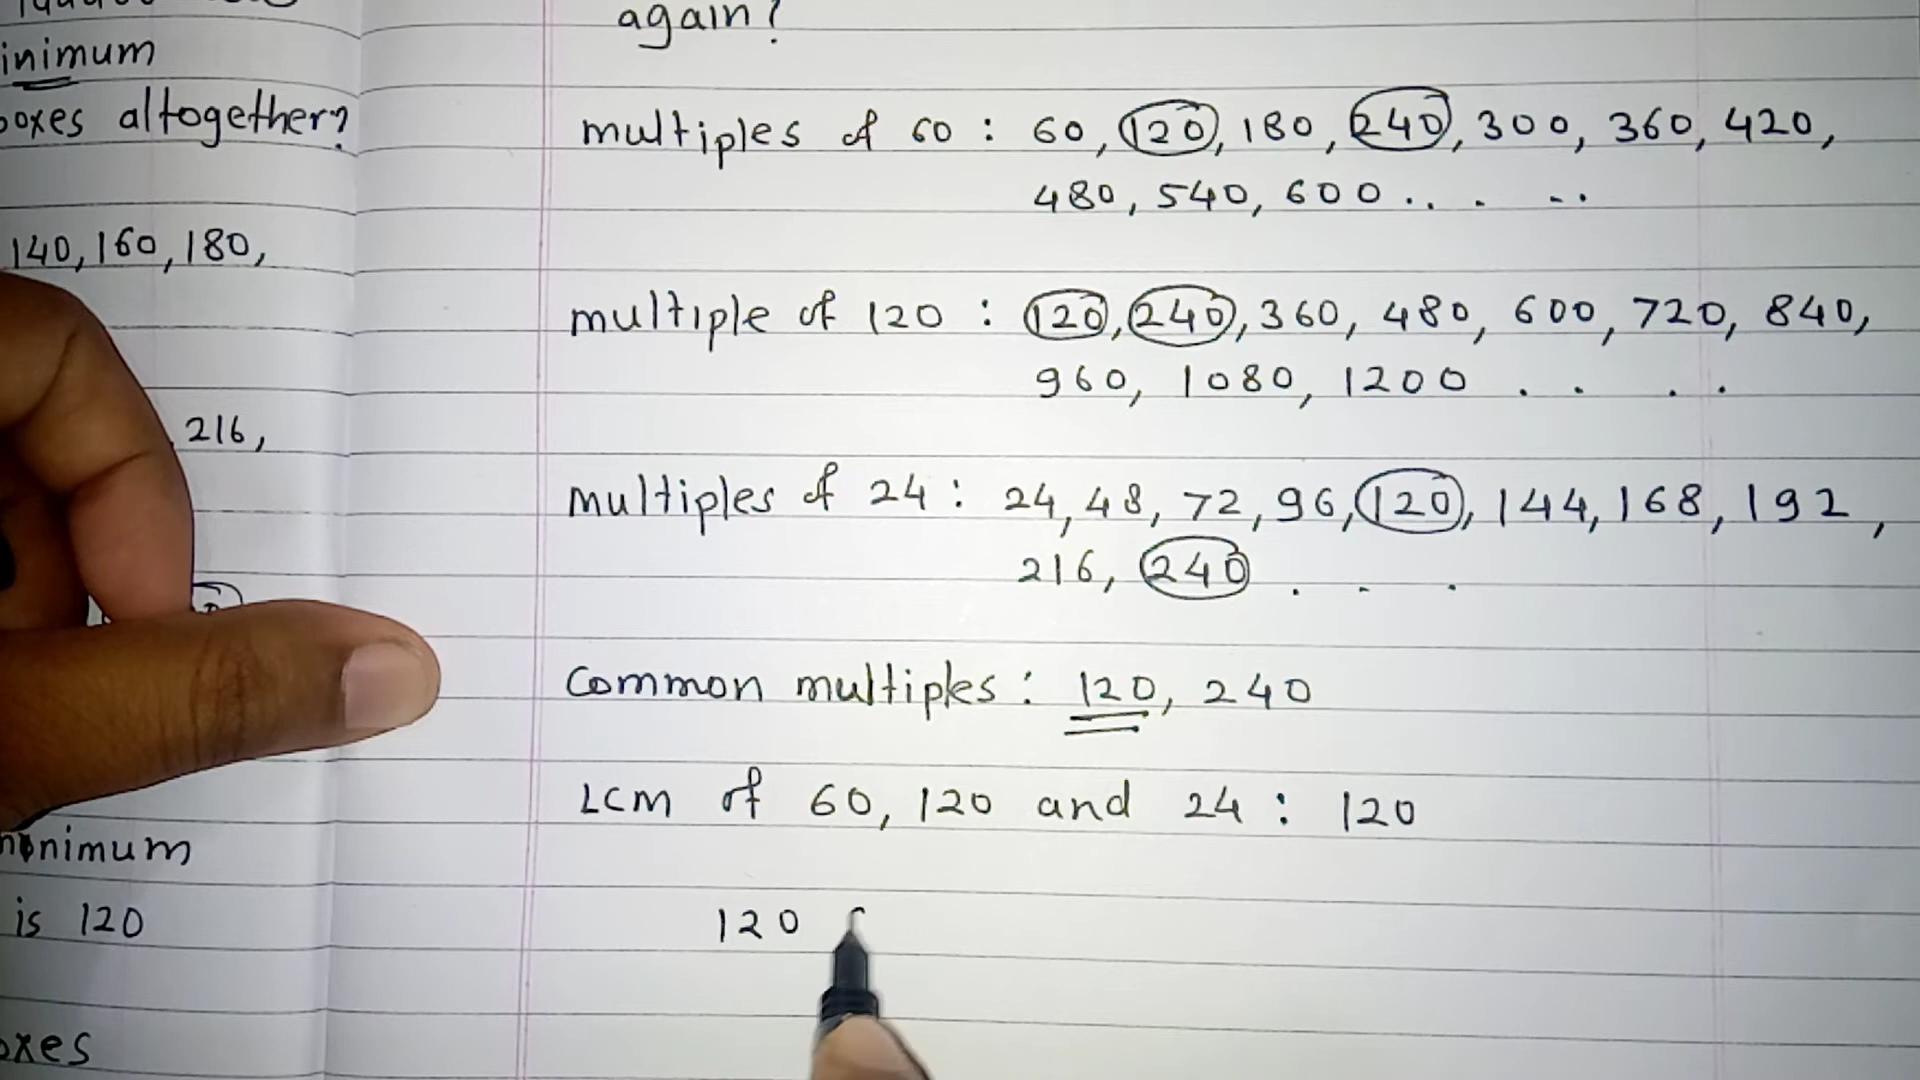 inimum
boxes altogether?
140, 160, 180,
216,
minimum
is 120
oxes
again?
multiples of 60 : 60, 120, 180, 240, 300, 360, 420,
480, 540, 600 . . . . .
multiple of 120 : 120, 240, 360, 480, 600, 720, 840,
960, 1080, 1200 . . . .
multiples of 24 : 24, 48, 72, 96, 120, 144, 168, 192,
216, 240 . . .
Common multiples : 120, 240
LCM of 60, 120 and 24 : 120
120